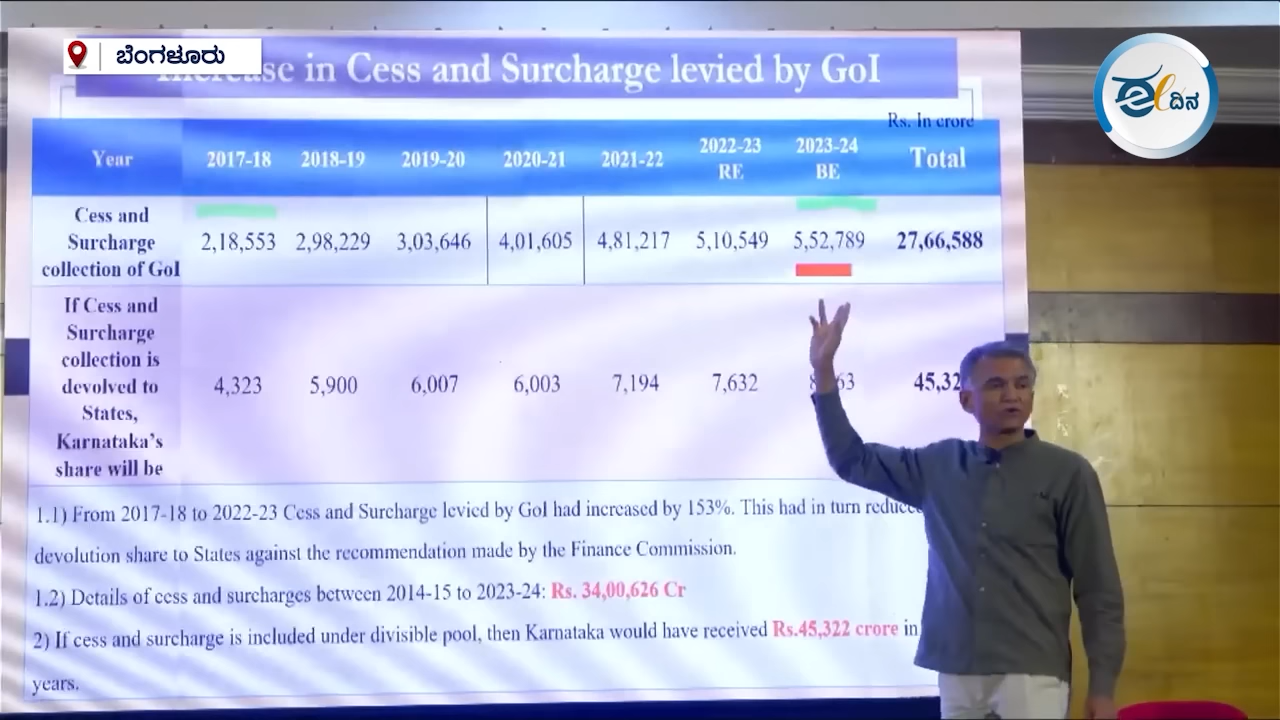 ಬೆಂಗಳೂರು
ಈ ದಿನ
in Cess and Surcharge levied by GoI
Rs. In crore
Year 2017-18 2018-19 2019-20 2020-21 2021-22 2022-23 RE 2023-24 BE Total
Cess and
Surcharge
collection of GoI
2,18,553 2,98,229 3,03,646 4,01,605 4,81,217 5,10,549 5,52,789 27,66,588
If Cess and
Surcharge
collection is
devolved to
States,
Karnataka's
share will be
4,323 5,900 6,007 6,003 7,194 7,632
1.1) From 2017-18 to 2022-23 Cess and Surcharge levied by GoI had increased by 153%. This had in turn
devolution share to States against the recommendation made by the Finance Commission.
1.2) Details of cess and surcharges between 2014-15 to 2023-24: Rs. 34,00,626 Cr
2) If cess and surcharge is included under divisible pool, then Karnataka would have received Rs.45,322 crore in
years.